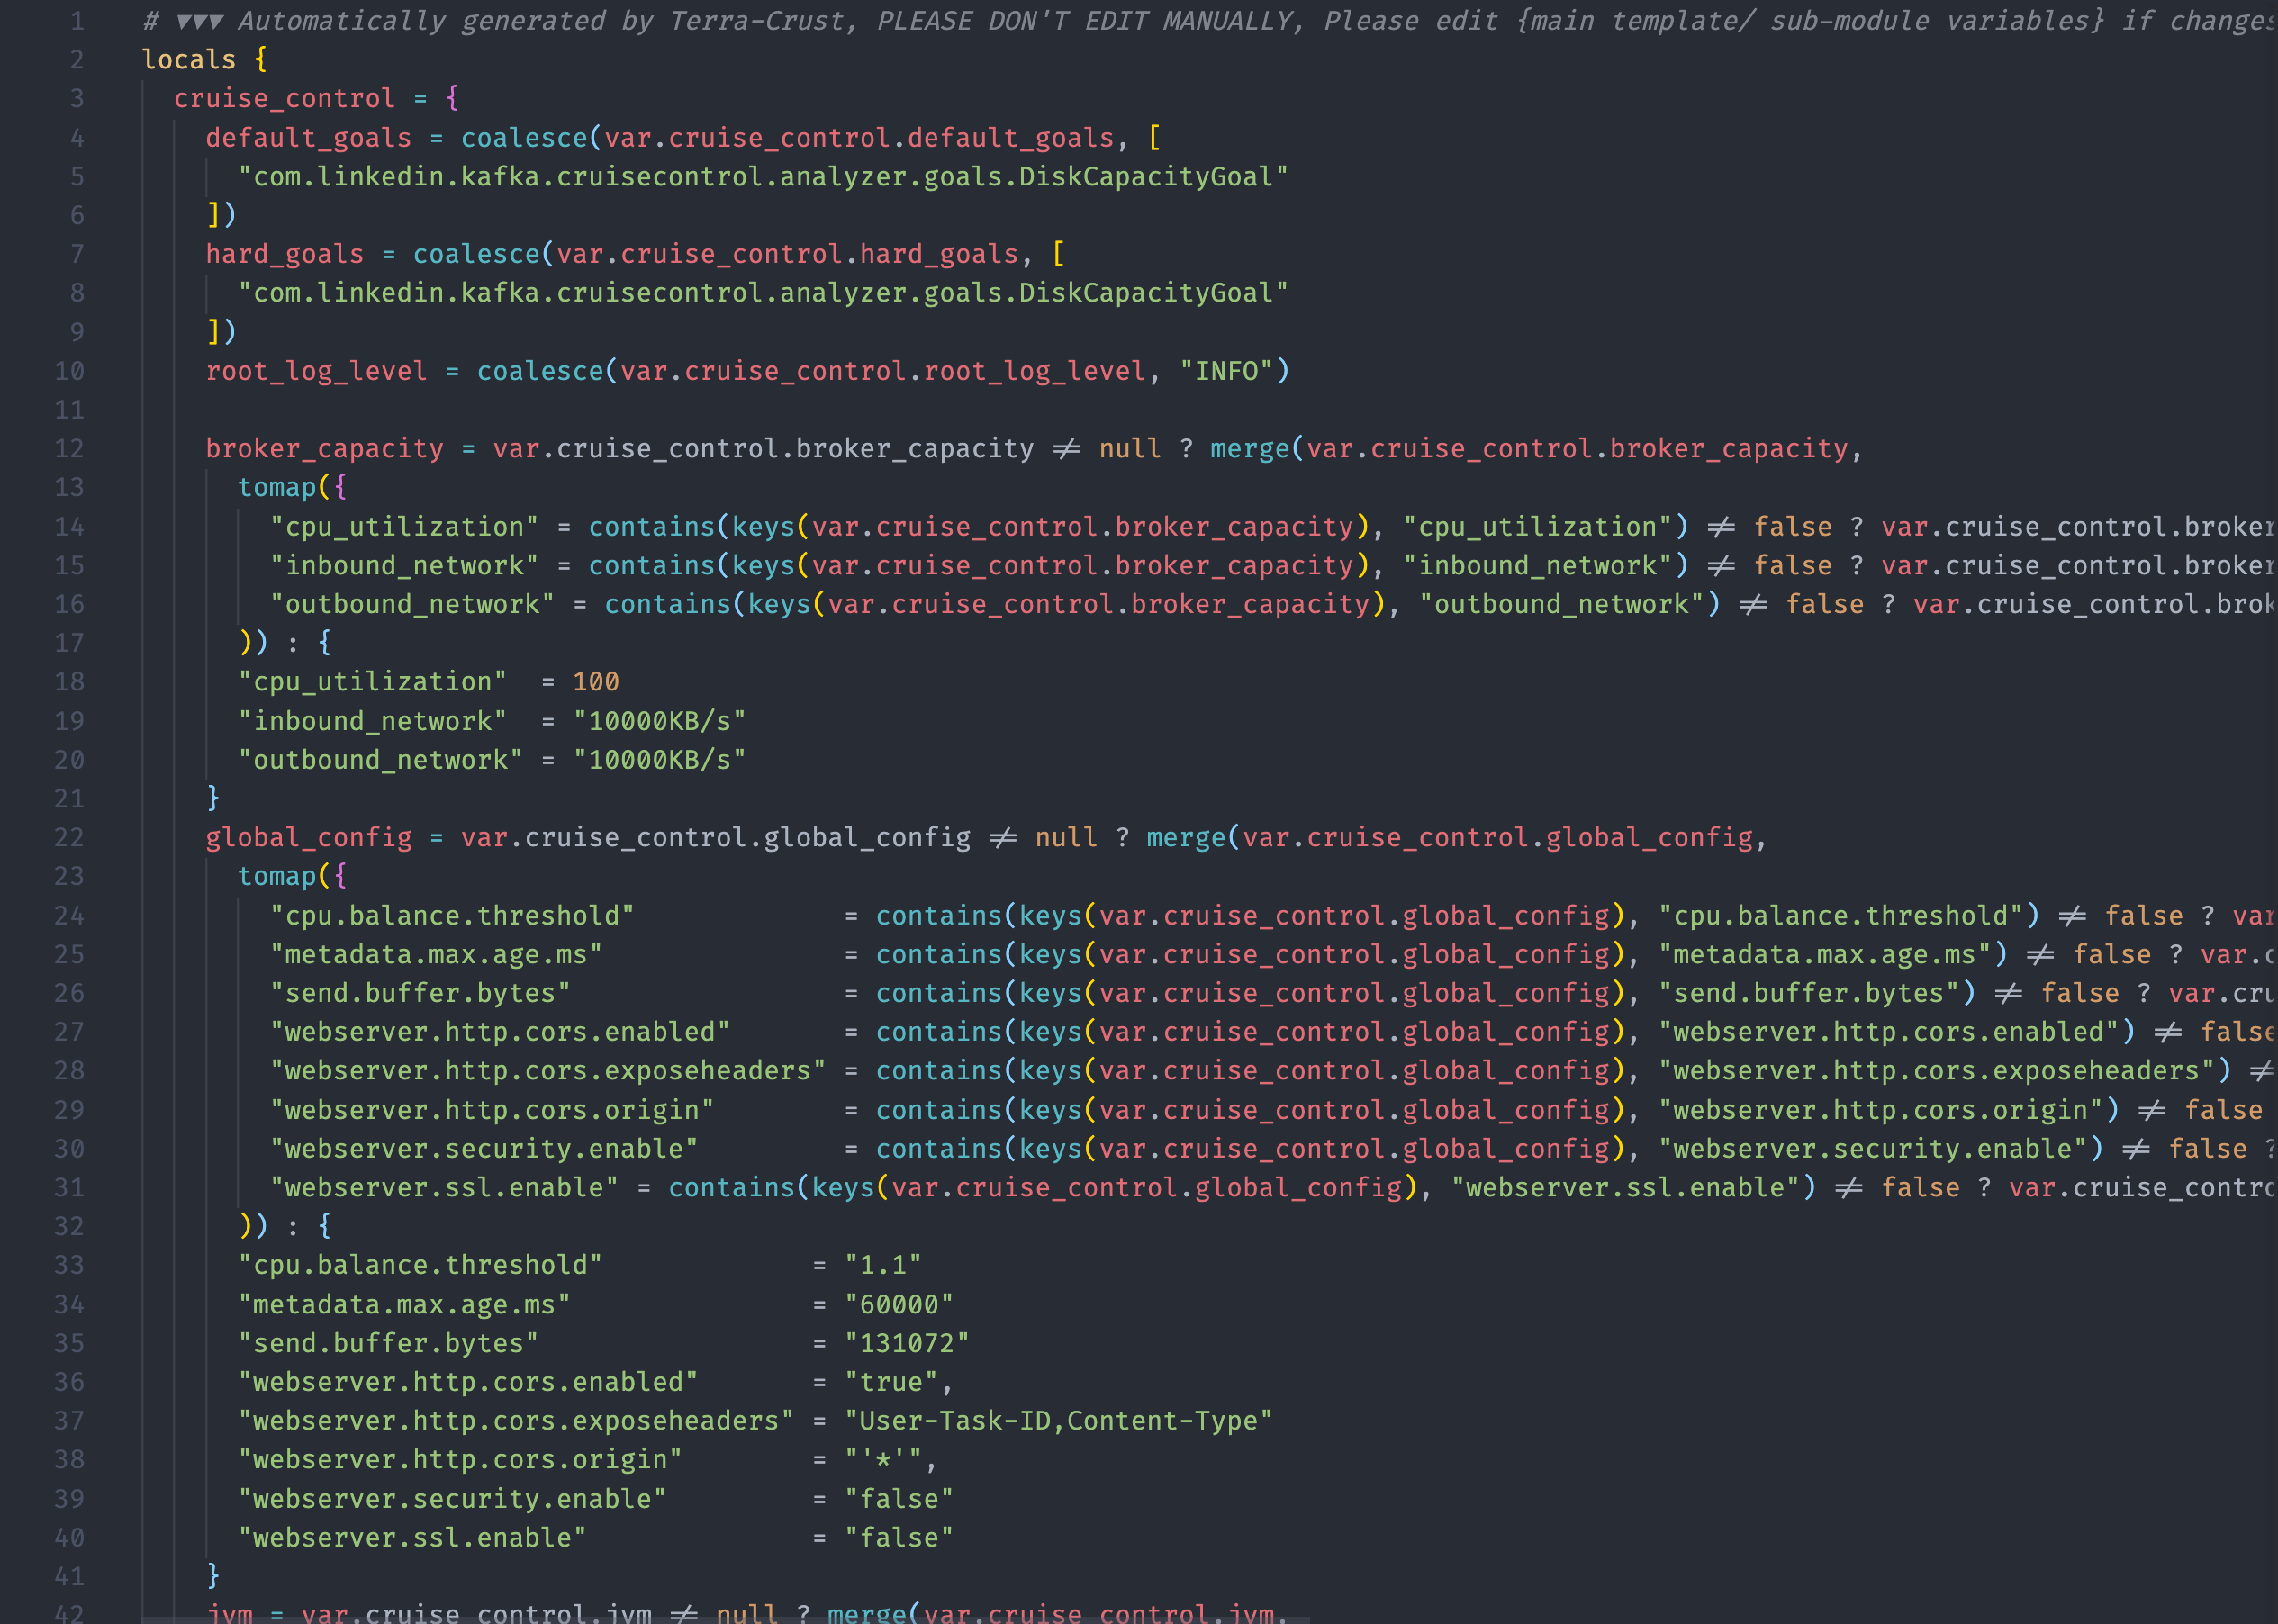 1 # ▼▼▼ Automatically generated by Terra-Crust, PLEASE DON'T EDIT MANUALLY, Please edit {main template/ sub-module variables} if changes
2 locals {
3 cruise_control = {
4 default_goals = coalesce(var.cruise_control.default_goals, [
5 "com.linkedin.kafka.cruisecontrol.analyzer.goals.DiskCapacityGoal"
6 ])
7 hard_goals = coalesce(var.cruise_control.hard_goals, [
8 "com.linkedin.kafka.cruisecontrol.analyzer.goals.DiskCapacityGoal"
9 ])
10 root_log_level = coalesce(var.cruise_control.root_log_level, "INFO")
11
12 broker_capacity = var.cruise_control.broker_capacity != null ? merge(var.cruise_control.broker_capacity,
13 tomap({
14 "cpu_utilization" = contains(keys(var.cruise_control.broker_capacity), "cpu_utilization") != false ? var.cruise_control.broker
15 "inbound_network" = contains(keys(var.cruise_control.broker_capacity), "inbound_network") != false ? var.cruise_control.broker
16 "outbound_network" = contains(keys(var.cruise_control.broker_capacity), "outbound_network") != false ? var.cruise_control.brok
17 )) : {
18 "cpu_utilization" = 100
19 "inbound_network" = "10000KB/s"
20 "outbound_network" = "10000KB/s"
21 }
22 global_config = var.cruise_control.global_config != null ? merge(var.cruise_control.global_config,
23 tomap({
24 "cpu.balance.threshold" = contains(keys(var.cruise_control.global_config), "cpu.balance.threshold") != false ? var
25 "metadata.max.age.ms" = contains(keys(var.cruise_control.global_config), "metadata.max.age.ms") != false ? var.c
26 "send.buffer.bytes" = contains(keys(var.cruise_control.global_config), "send.buffer.bytes") != false ? var.cru
27 "webserver.http.cors.enabled" = contains(keys(var.cruise_control.global_config), "webserver.http.cors.enabled") != false
28 "webserver.http.cors.exposeheaders" = contains(keys(var.cruise_control.global_config), "webserver.http.cors.exposeheaders") !=
29 "webserver.http.cors.origin" = contains(keys(var.cruise_control.global_config), "webserver.http.cors.origin") != false
30 "webserver.security.enable" = contains(keys(var.cruise_control.global_config), "webserver.security.enable") != false ?
31 "webserver.ssl.enable" = contains(keys(var.cruise_control.global_config), "webserver.ssl.enable") != false ? var.cruise_contro
32 )) : {
33 "cpu.balance.threshold" = "1.1"
34 "metadata.max.age.ms" = "60000"
35 "send.buffer.bytes" = "131072"
36 "webserver.http.cors.enabled" = "true",
37 "webserver.http.cors.exposeheaders" = "User-Task-ID,Content-Type"
38 "webserver.http.cors.origin" = "'*'",
39 "webserver.security.enable" = "false"
40 "webserver.ssl.enable" = "false"
41 }
42 jvm = var.cruise_control.jvm != null ? merge(var.cruise_control.jvm,